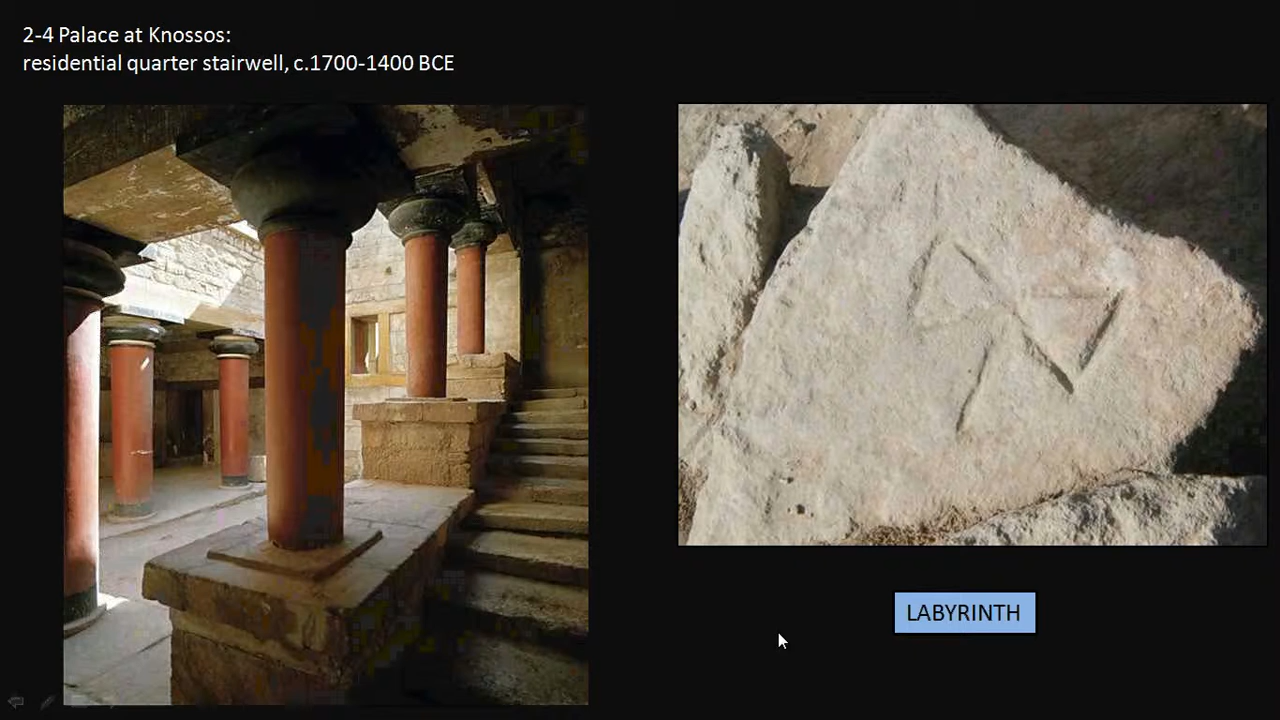 2-4 Palace at Knossos:
residential quarter stairwell, c.1700-1400 BCE
LABYRINTH